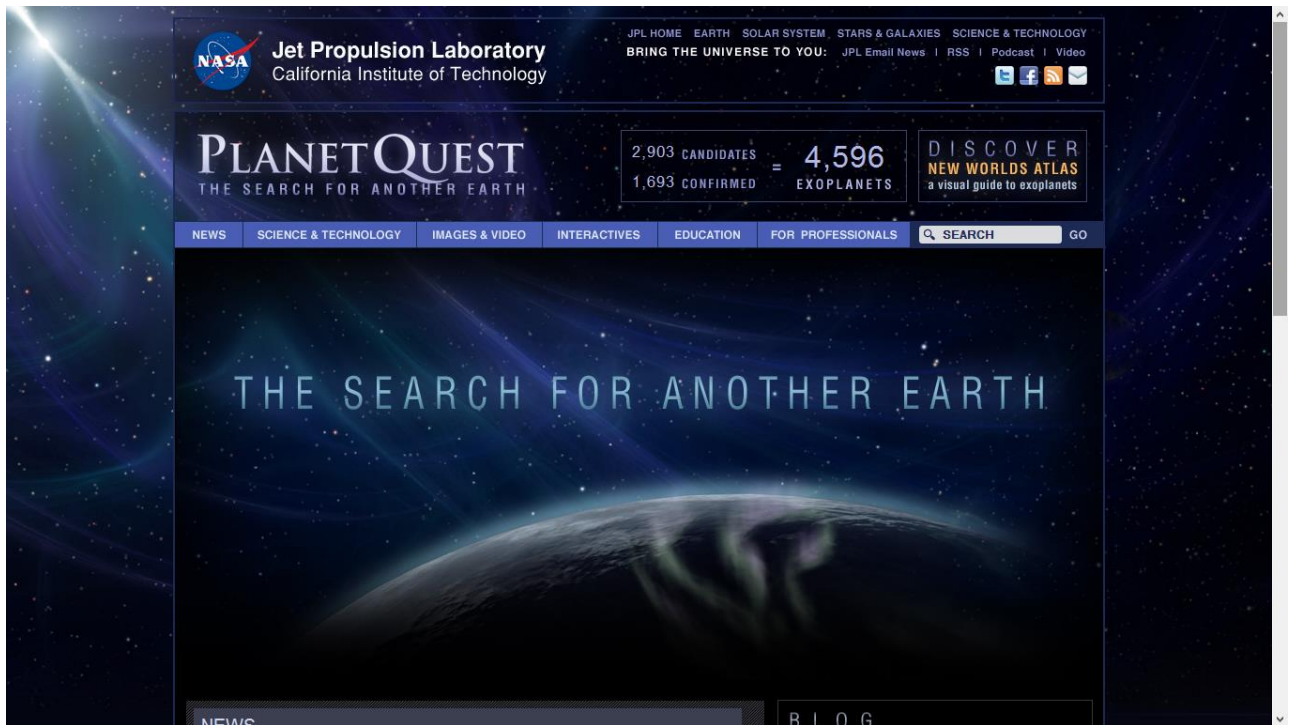 JPL HOME EARTH SOLAR SYSTEM STARS & GALAXIES SCIENCE & TECHNOLOGY
BRING THE UNIVERSE TO YOU: JPL Email News | RSS | Podcast | Video
NASA
Jet Propulsion Laboratory
California Institute of Technology
PLANETQUEST
THE SEARCH FOR ANOTHER EARTH
2,903 CANDIDATES
1,693 CONFIRMED
=
4,596
EXOPLANETS
DISCOVER
NEW WORLDS ATLAS
a visual guide to exoplanets
NEWS SCIENCE & TECHNOLOGY IMAGES & VIDEO INTERACTIVES EDUCATION FOR PROFESSIONALS SEARCH GO
THE SEARCH FOR ANOTHER EARTH
NEWS
BLOG